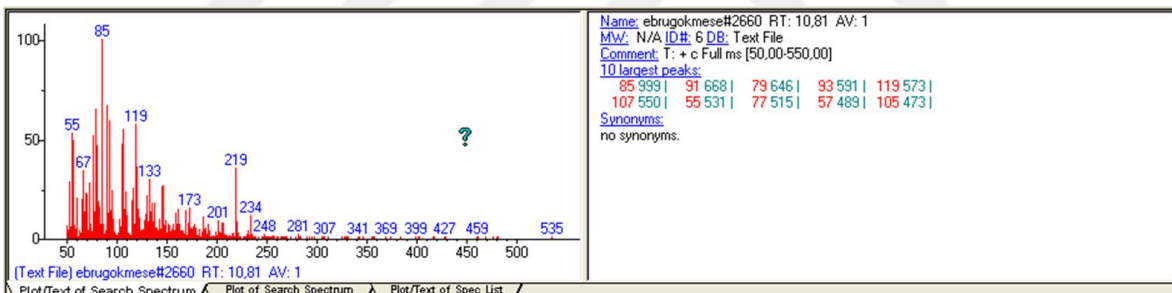 100
85
55
67
119
133
173
201
219
234
248
281
307
341
369
399
427
459
535
50
0
50 100 150 200 250 300 350 400 450 500
?
(Text File) ebrugokmese#2660 RT: 10,81 AV: 1
Name: ebrugokmese#2660 RT: 10,81 AV: 1
MW: N/A ID#: 6 DB: Text File
Comment: T: + c Full ms [50,00-550,00]
10 largest peaks:
85 999 | 91 668 | 79 646 | 93 591 | 119 573 |
107 550 | 55 531 | 77 515 | 57 489 | 105 473 |
Synonyms:
no synonyms.
Plot/Text of Search Spectrum Plot of Search Spectrum Plot/Text of Spec List